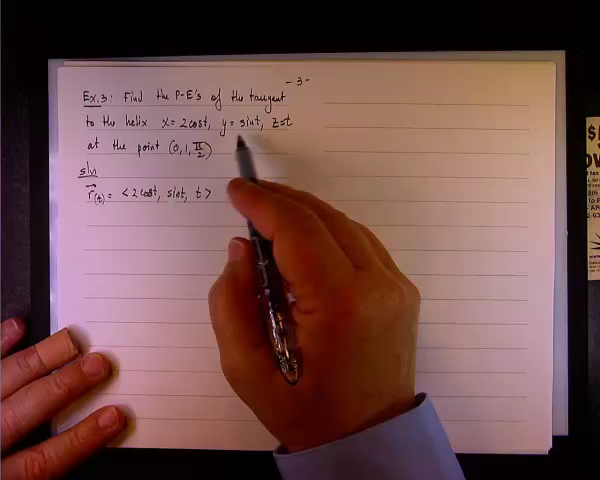 - 3 -
Ex.3: Find the P-E's of the tangent
to the helix x = 2cost, y = sint, z=t
at the point (0, 1, π/2)
sln
r⃗(t) = < 2cost, sint, t >